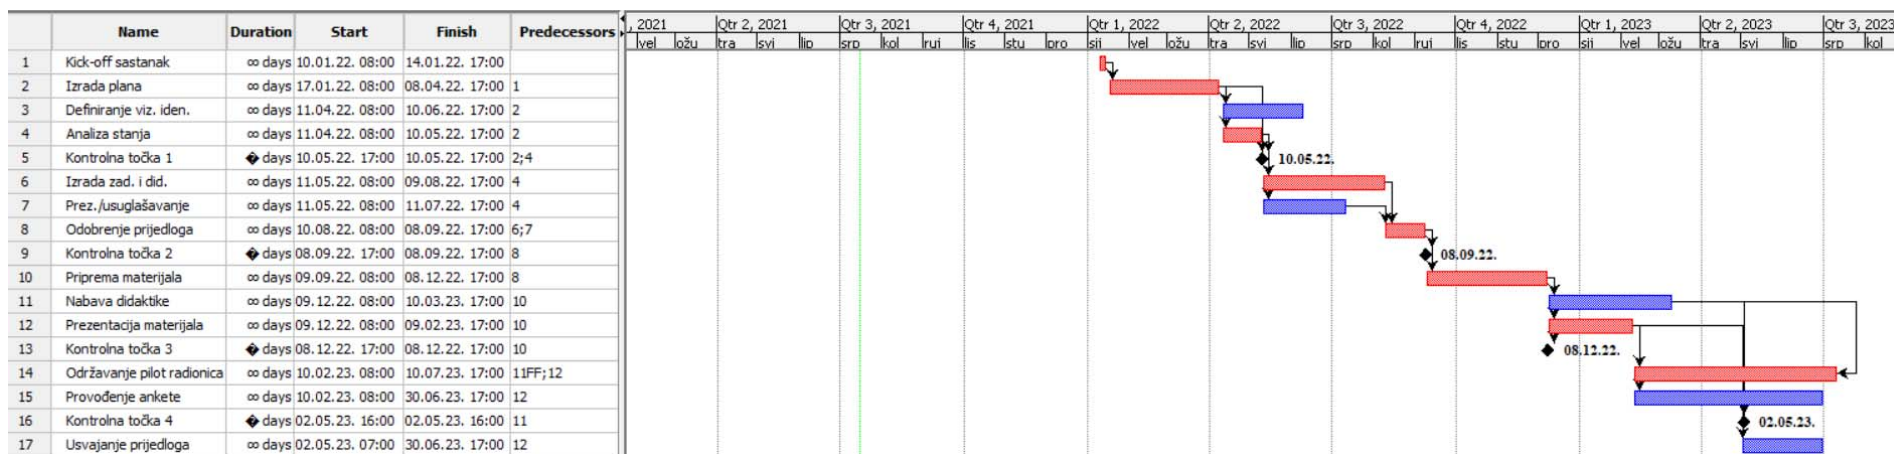 Name Duration Start Finish Predecessors , 2021 Qtr 2, 2021 Qtr 3, 2021 Qtr 4, 2021 Qtr 1, 2022 Qtr 2, 2022 Qtr 3, 2022 Qtr 4, 2022 Qtr 1, 2023 Qtr 2, 2023 Qtr 3, 2023
vel ožu tra svi lip srp kol ruj lis stu pro sij vel ožu tra svi lip srp kol ruj lis stu pro sij vel ožu tra svi lip srp kol
1 Kick-off sastanak ∞ days 10.01.22. 08:00 14.01.22. 17:00
2 Izrada plana ∞ days 17.01.22. 08:00 08.04.22. 17:00 1
3 Definiranje viz. iden. ∞ days 11.04.22. 08:00 10.06.22. 17:00 2
4 Analiza stanja ∞ days 11.04.22. 08:00 10.05.22. 17:00 2
5 Kontrolna točka 1 � days 10.05.22. 17:00 10.05.22. 17:00 2;4 10.05.22.
6 Izrada zad. i did. ∞ days 11.05.22. 08:00 09.08.22. 17:00 4
7 Prez./usuglašavanje ∞ days 11.05.22. 08:00 11.07.22. 17:00 4
8 Odobrenje prijedloga ∞ days 10.08.22. 08:00 08.09.22. 17:00 6;7
9 Kontrolna točka 2 � days 08.09.22. 17:00 08.09.22. 17:00 8 08.09.22.
10 Priprema materijala ∞ days 09.09.22. 08:00 08.12.22. 17:00 8
11 Nabava didaktike ∞ days 09.12.22. 08:00 10.03.23. 17:00 10
12 Prezentacija materijala ∞ days 09.12.22. 08:00 09.02.23. 17:00 10
13 Kontrolna točka 3 � days 08.12.22. 17:00 08.12.22. 17:00 10 08.12.22.
14 Održavanje pilot radionica ∞ days 10.02.23. 08:00 10.07.23. 17:00 11FF;12
15 Provođenje ankete ∞ days 10.02.23. 08:00 30.06.23. 17:00 12
16 Kontrolna točka 4 � days 02.05.23. 16:00 02.05.23. 16:00 11 02.05.23.
17 Usvajanje prijedloga ∞ days 02.05.23. 07:00 30.06.23. 17:00 12